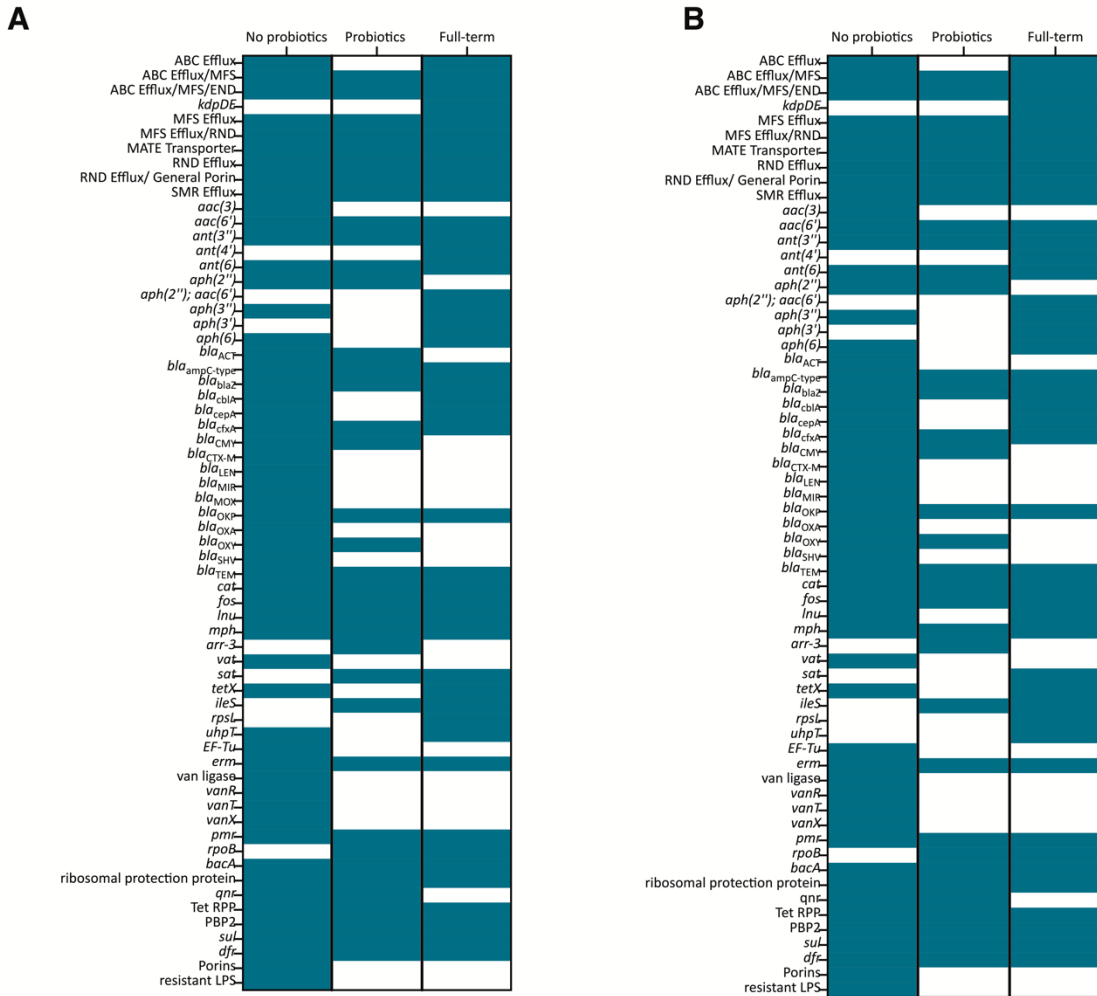 A
No probiotics Probiotics Full-term
ABC Efflux
ABC Efflux/MFS
ABC Efflux/MFS/END
kdpDE
MFS Efflux
MFS Efflux/RND
MATE Transporter
RND Efflux
RND Efflux/ General Porin
SMR Efflux
aac(3)
aac(6')
ant(3'')
ant(4')
ant(6)
aph(2'')
aph(2''); aac(6')
aph(3'')
aph(3')
aph(6)
blaACT
blaampC-type
blablaZ
blacblA
blacepA
blacfxA
blaCMY
blaCTX-M
blaLEN
blaMIR
blaMOX
blaOKP
blaOXA
blaOXY
blaSHV
blaTEM
cat
fos
lnu
mph
arr-3
vat
sat
tetX
ileS
rpsL
uhpT
EF-Tu
erm
van ligase
vanR
vanT
vanX
pmr
rpoB
bacA
ribosomal protection protein
qnr
Tet RPP
PBP2
sul
dfr
Porins
resistant LPS
B
No probiotics Probiotics Full-term
ABC Efflux
ABC Efflux/MFS
ABC Efflux/MFS/END
kdpDE
MFS Efflux
MFS Efflux/RND
MATE Transporter
RND Efflux
RND Efflux/ General Porin
SMR Efflux
aac(3)
aac(6')
ant(3'')
ant(4')
ant(6)
aph(2'')
aph(2''); aac(6')
aph(3'')
aph(3')
aph(6)
blaACT
blaampC-type
blablaZ
blacblA
blacepA
blacfxA
blaCMY
blaCTX-M
blaLEN
blaMIR
blaOKP
blaOXA
blaOXY
blaSHV
blaTEM
cat
fos
lnu
mph
arr-3
vat
sat
tetX
ileS
rpsL
uhpT
EF-Tu
erm
van ligase
vanR
vanT
vanX
pmr
rpoB
bacA
ribosomal protection protein
qnr
Tet RPP
PBP2
sul
dfr
Porins
resistant LPS